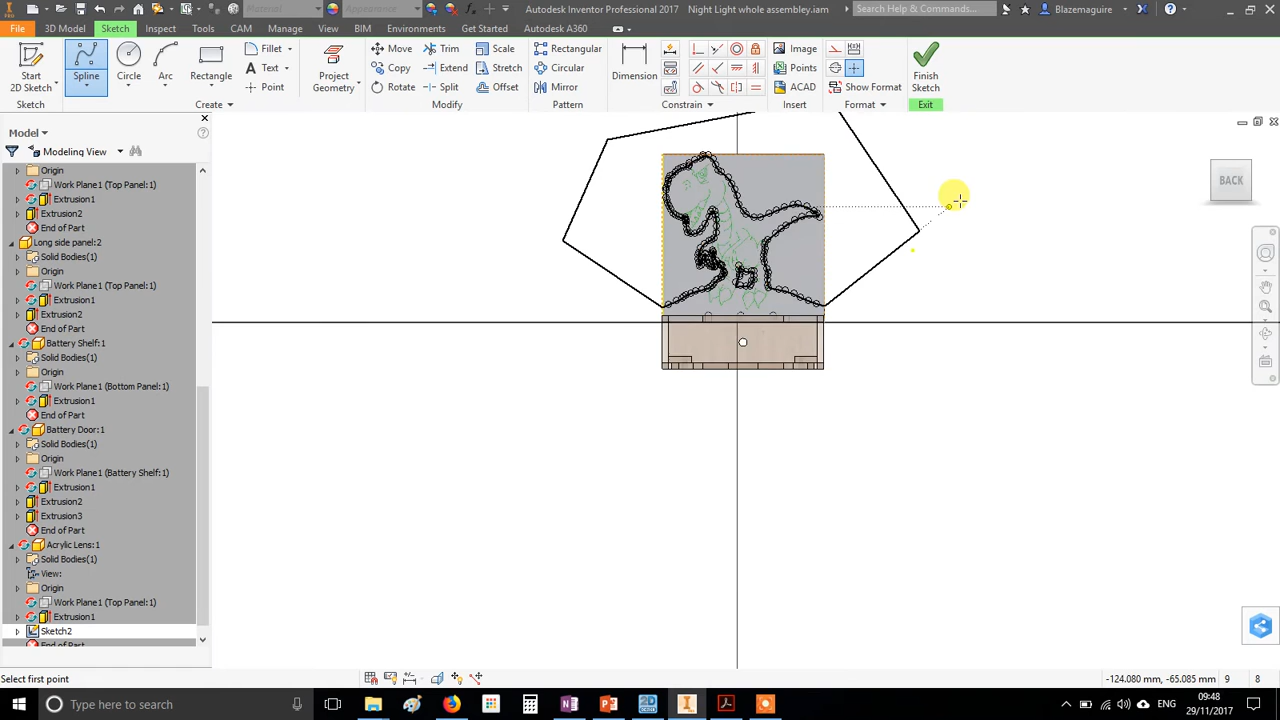 Material
Appearance
Autodesk Inventor Professional 2017   Night Light whole assembly.iam
Search Help & Commands...
Blazemaguire
File
3D Model
Sketch
Inspect
Tools
CAM
Manage
View
BIM
Environments
Get Started
Autodesk A360
Start
2D Sketch
Spline
Circle
Arc
Rectangle
Fillet
Text
Point
Project
Geometry
Move
Copy
Rotate
Trim
Extend
Split
Scale
Stretch
Offset
Rectangular
Circular
Mirror
Dimension
Image
Points
ACAD
Show Format
Finish
Sketch
Sketch
Create
Modify
Pattern
Constrain
Insert
Format
Exit
Model
Modeling View
Origin
Work Plane1 (Top Panel:1)
Extrusion1
Extrusion2
End of Part
Long side panel:2
Solid Bodies(1)
Origin
Work Plane1 (Top Panel:1)
Extrusion1
Extrusion2
End of Part
Battery Shelf:1
Solid Bodies(1)
Origin
Work Plane1 (Bottom Panel:1)
Extrusion1
End of Part
Battery Door:1
Solid Bodies(1)
Origin
Work Plane1 (Battery Shelf:1)
Extrusion1
Extrusion2
Extrusion3
End of Part
Acrylic Lens:1
Solid Bodies(1)
View:
Origin
Work Plane1 (Top Panel:1)
Extrusion1
Sketch2
End of Part
BACK
Select first point
-124.080 mm, -65.085 mm   9   8
Type here to search
ENG
09:48
29/11/2017